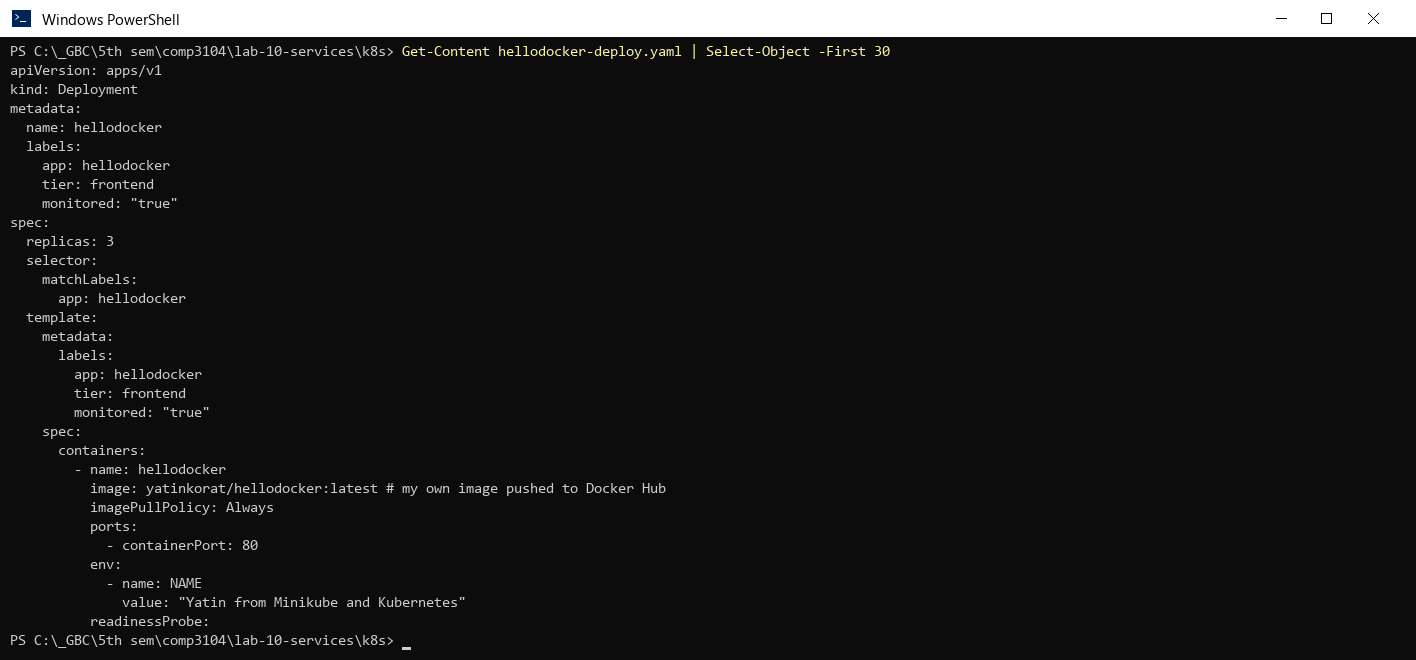 Windows PowerShell
PS C:\_GBC\5th sem\comp3104\lab-10-services\k8s> Get-Content hellodocker-deploy.yaml | Select-Object -First 30
apiVersion: apps/v1
kind: Deployment
metadata:
  name: hellodocker
  labels:
    app: hellodocker
    tier: frontend
    monitored: "true"
spec:
  replicas: 3
  selector:
    matchLabels:
      app: hellodocker
  template:
    metadata:
      labels:
        app: hellodocker
        tier: frontend
        monitored: "true"
    spec:
      containers:
        - name: hellodocker
          image: yatinkorat/hellodocker:latest # my own image pushed to Docker Hub
          imagePullPolicy: Always
          ports:
            - containerPort: 80
          env:
            - name: NAME
              value: "Yatin from Minikube and Kubernetes"
          readinessProbe:
PS C:\_GBC\5th sem\comp3104\lab-10-services\k8s>